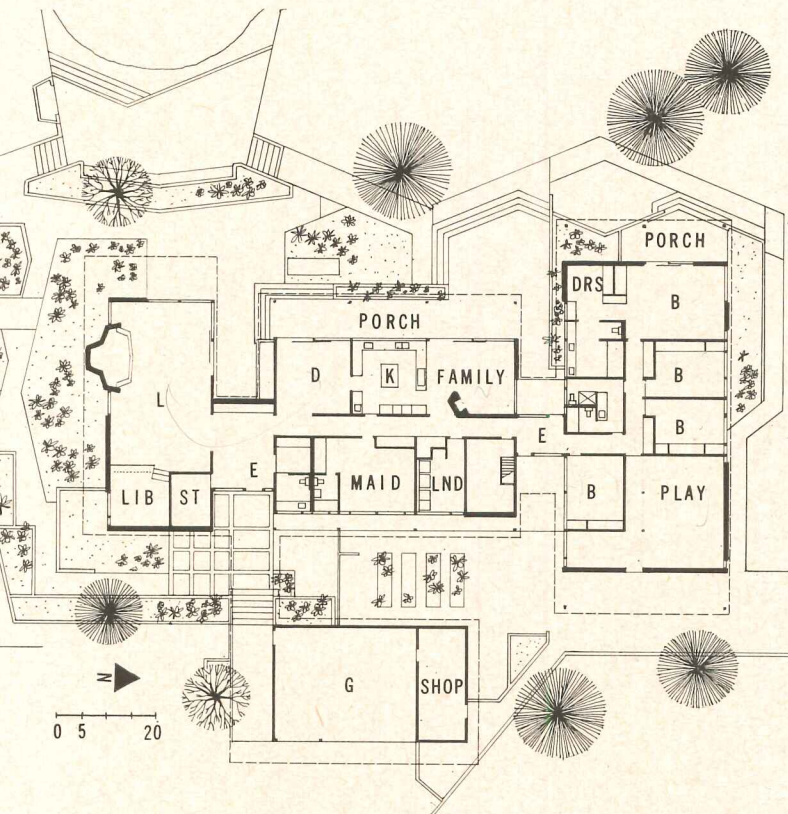 PORCH
DRS
B
PORCH
D
K
FAMILY
B
L
B
E
E
LIB
ST
MAID
LND
B
PLAY
N
G
SHOP
0 5 20